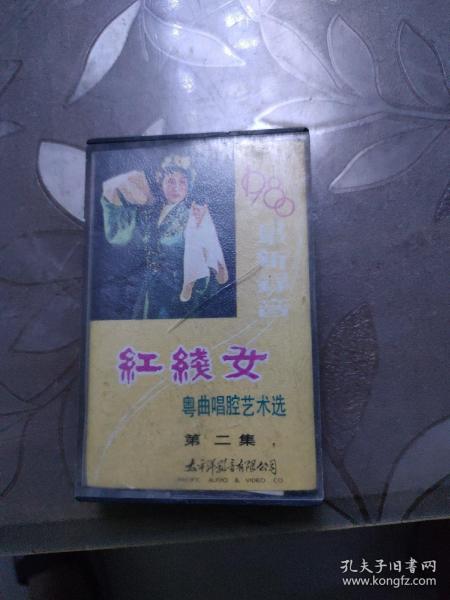 1980
最新録音
紅綫女
粤曲唱腔艺术选
第二集
太平洋影音有限公司
PACIFIC AUDIO & VIDEO CO
孔夫子旧书网
www.kongfz.com